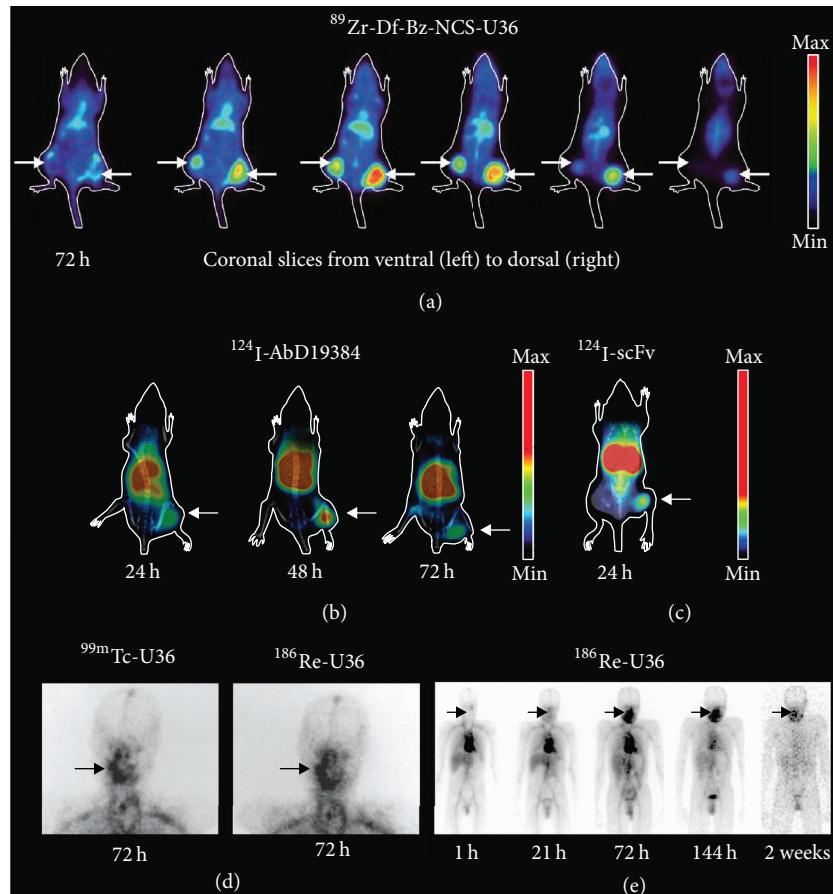 ⁸⁹Zr-Df-Bz-NCS-U36
Max
Min
72 h
Coronal slices from ventral (left) to dorsal (right)
(a)
¹²⁴I-AbD19384
Max
Min
24 h
48 h
72 h
(b)
¹²⁴I-scFv
Max
Min
24 h
(c)
⁹⁹ᵐTc-U36
¹⁸⁶Re-U36
72 h
72 h
(d)
¹⁸⁶Re-U36
1 h
21 h
72 h
144 h
2 weeks
(e)